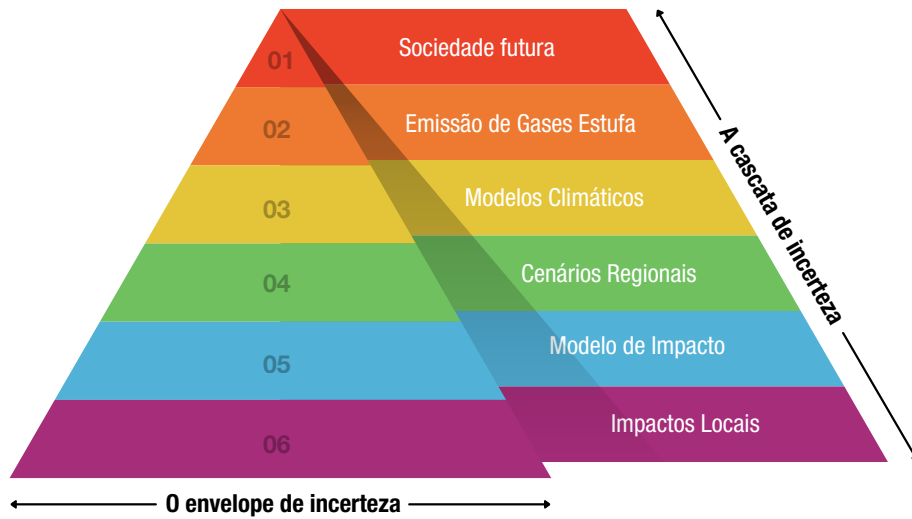 01
Sociedade futura
02
Emissão de Gases Estufa
03
Modelos Climáticos
04
Cenários Regionais
05
Modelo de Impacto
06
Impactos Locais
A cascata de incerteza
O envelope de incerteza